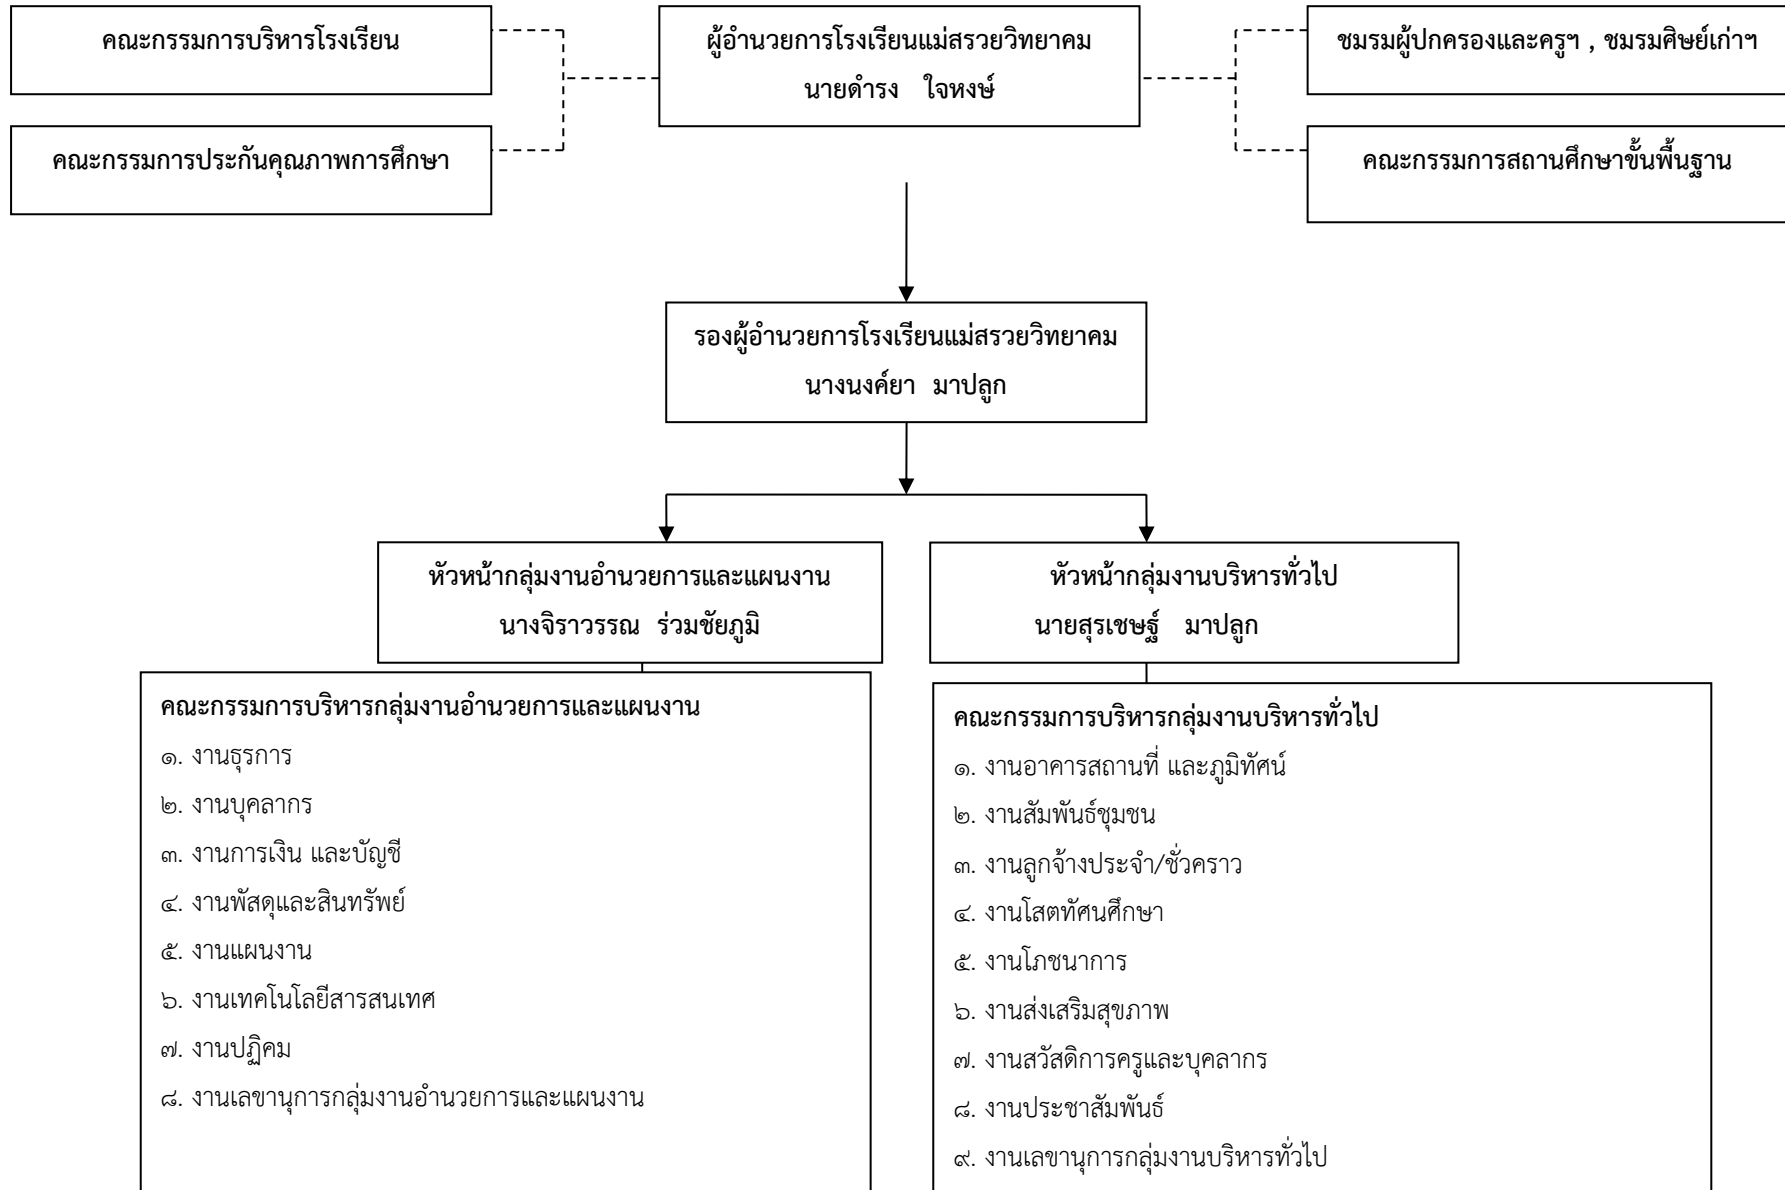 คณะกรรมการบริหารโรงเรียน
ผู้อำนวยการโรงเรียนแม่สรวยวิทยาคม
นายดำรง ใจหงษ์
ชมรมผู้ปกครองและครูฯ , ชมรมศิษย์เก่าฯ
คณะกรรมการประกันคุณภาพการศึกษา
คณะกรรมการสถานศึกษาขั้นพื้นฐาน
รองผู้อำนวยการโรงเรียนแม่สรวยวิทยาคม
นางนงค์ยา มาปลูก
หัวหน้ากลุ่มงานอำนวยการและแผนงาน
นางจิราวรรณ ร่วมชัยภูมิ
หัวหน้ากลุ่มงานบริหารทั่วไป
นายสุรเชษฐ์ มาปลูก
คณะกรรมการบริหารกลุ่มงานอำนวยการและแผนงาน
๑. งานธุรการ
๒. งานบุคลากร
๓. งานการเงิน และบัญชี
๔. งานพัสดุและสินทรัพย์
๕. งานแผนงาน
๖. งานเทคโนโลยีสารสนเทศ
๗. งานปฏิคม
๘. งานเลขานุการกลุ่มงานอำนวยการและแผนงาน
คณะกรรมการบริหารกลุ่มงานบริหารทั่วไป
๑. งานอาคารสถานที่ และภูมิทัศน์
๒. งานสัมพันธ์ชุมชน
๓. งานลูกจ้างประจำ/ชั่วคราว
๔. งานโสตทัศนศึกษา
๕. งานโภชนาการ
๖. งานส่งเสริมสุขภาพ
๗. งานสวัสดิการครูและบุคลากร
๘. งานประชาสัมพันธ์
๙. งานเลขานุการกลุ่มงานบริหารทั่วไป